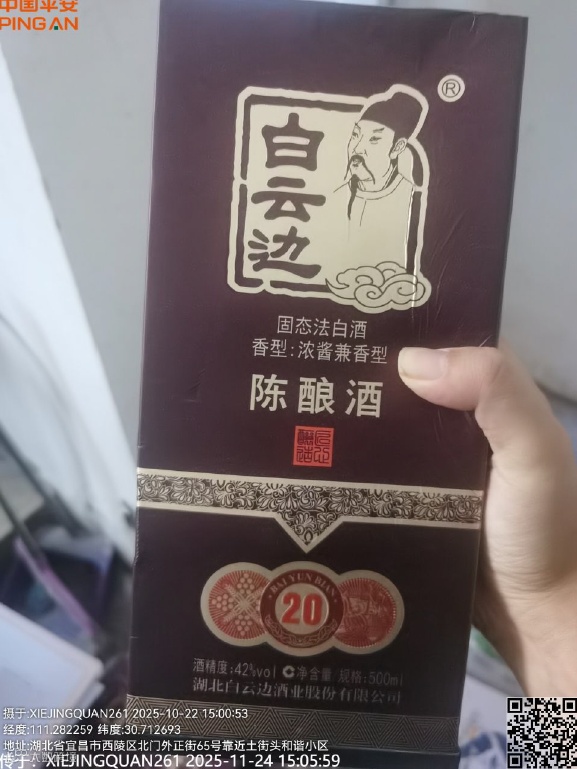 中国平安
PING AN
®
白云边
固态法白酒
香型:浓酱兼香型
陈酿酒
BAI YUN BIAN
20
酒精度:42%vol 净含量 规格:500ml
湖北白云边酒业股份有限公司
摄于:XIEJINGQUAN261 2025-10-22 15:00:53
经度:111.282259 纬度:30.712693
地址:湖北省宜昌市西陵区北门外正街65号靠近土街头和谐小区
传于:XIEJINGQUAN261 2025-11-24 15:05:59